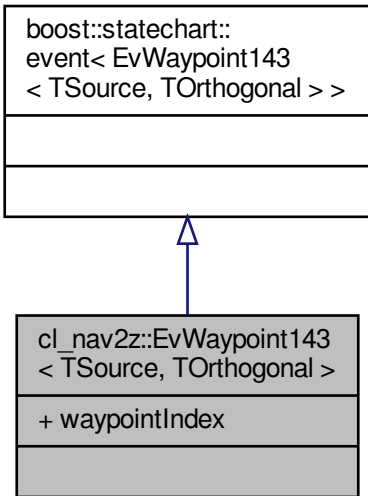 boost::statechart::
event< EvWaypoint143
< TSource, TOrthogonal > >
cl_nav2z::EvWaypoint143
< TSource, TOrthogonal >
+ waypointIndex